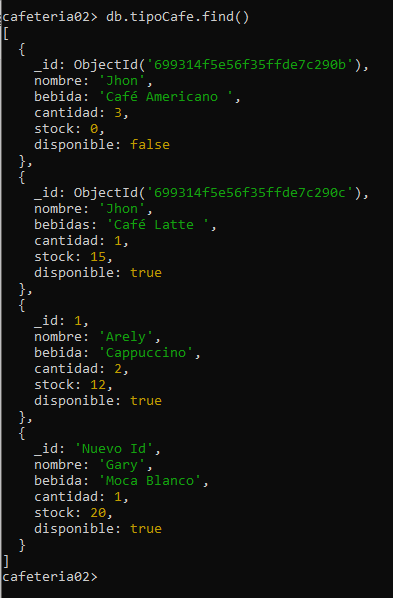 cafeteria02> db.tipoCafe.find()
[
  {
    _id: ObjectId('699314f5e56f35ffde7c290b'),
    nombre: 'Jhon',
    bebida: 'Café Americano ',
    cantidad: 3,
    stock: 0,
    disponible: false
  },
  {
    _id: ObjectId('699314f5e56f35ffde7c290c'),
    nombre: 'Jhon',
    bebidas: 'Café Latte ',
    cantidad: 1,
    stock: 15,
    disponible: true
  },
  {
    _id: 1,
    nombre: 'Arely',
    bebida: 'Cappuccino',
    cantidad: 2,
    stock: 12,
    disponible: true
  },
  {
    _id: 'Nuevo Id',
    nombre: 'Gary',
    bebida: 'Moca Blanco',
    cantidad: 1,
    stock: 20,
    disponible: true
  }
]
cafeteria02>